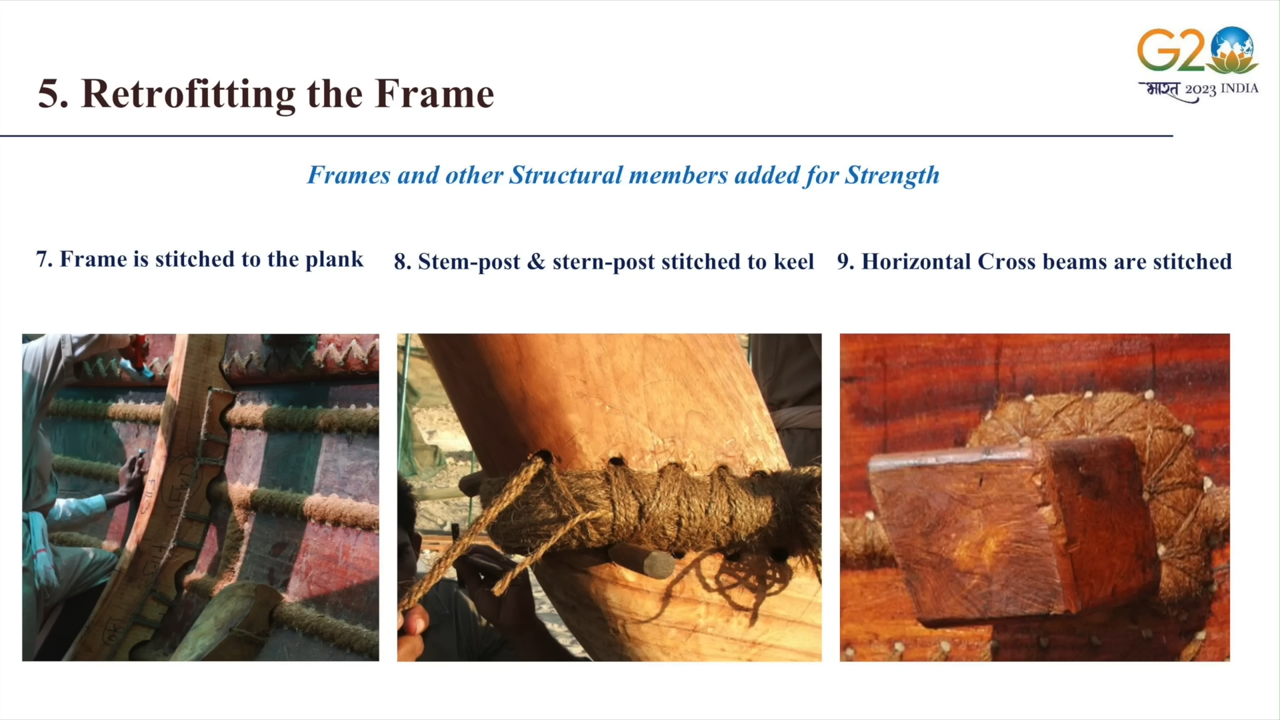 G20
भारत 2023 INDIA
5. Retrofitting the Frame
Frames and other Structural members added for Strength
7. Frame is stitched to the plank
8. Stem-post & stern-post stitched to keel
9. Horizontal Cross beams are stitched